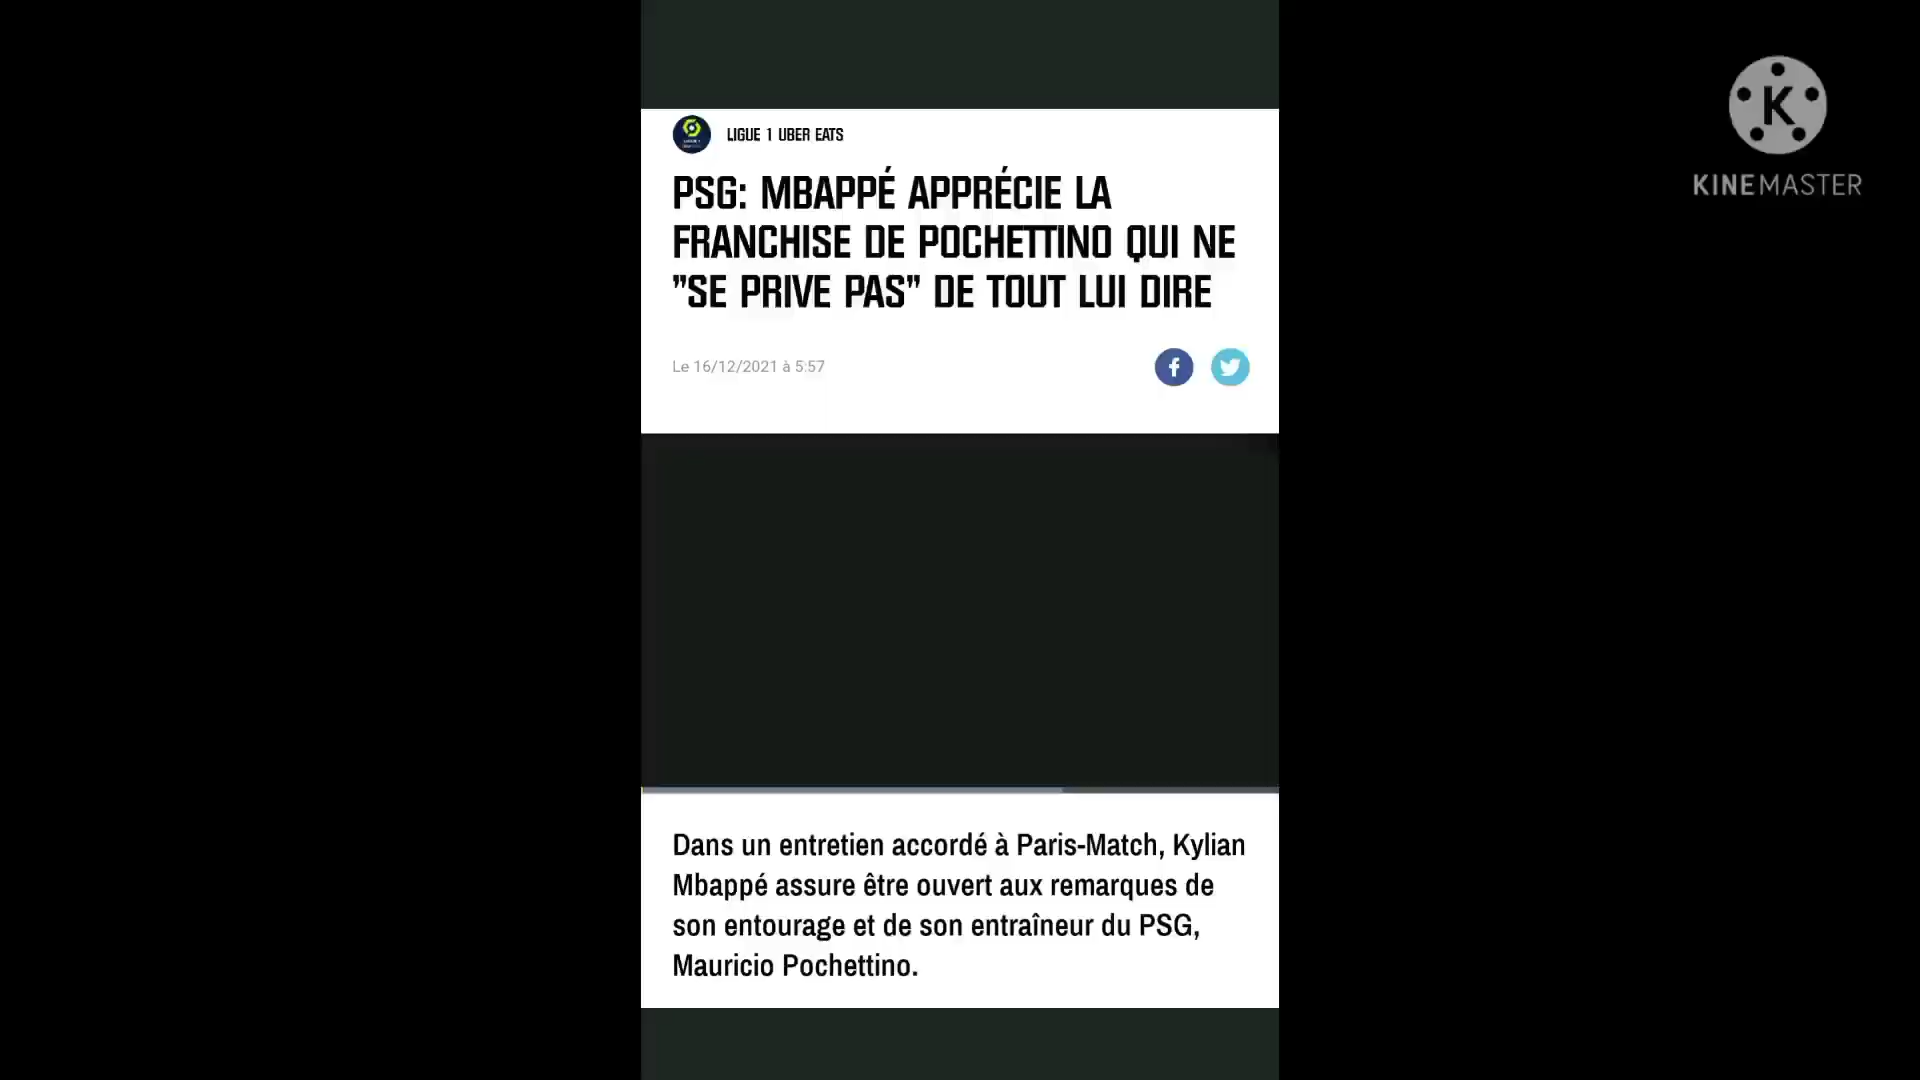 LIGUE 1 UBER EATS
PSG: MBAPPÉ APPRÉCIE LA
FRANCHISE DE POCHETTINO QUI NE
"SE PRIVE PAS" DE TOUT LUI DIRE
Le 16/12/2021 à 5:57
Dans un entretien accordé à Paris-Match, Kylian
Mbappé assure être ouvert aux remarques de
son entourage et de son entraîneur du PSG,
Mauricio Pochettino.
K
KINEMASTER